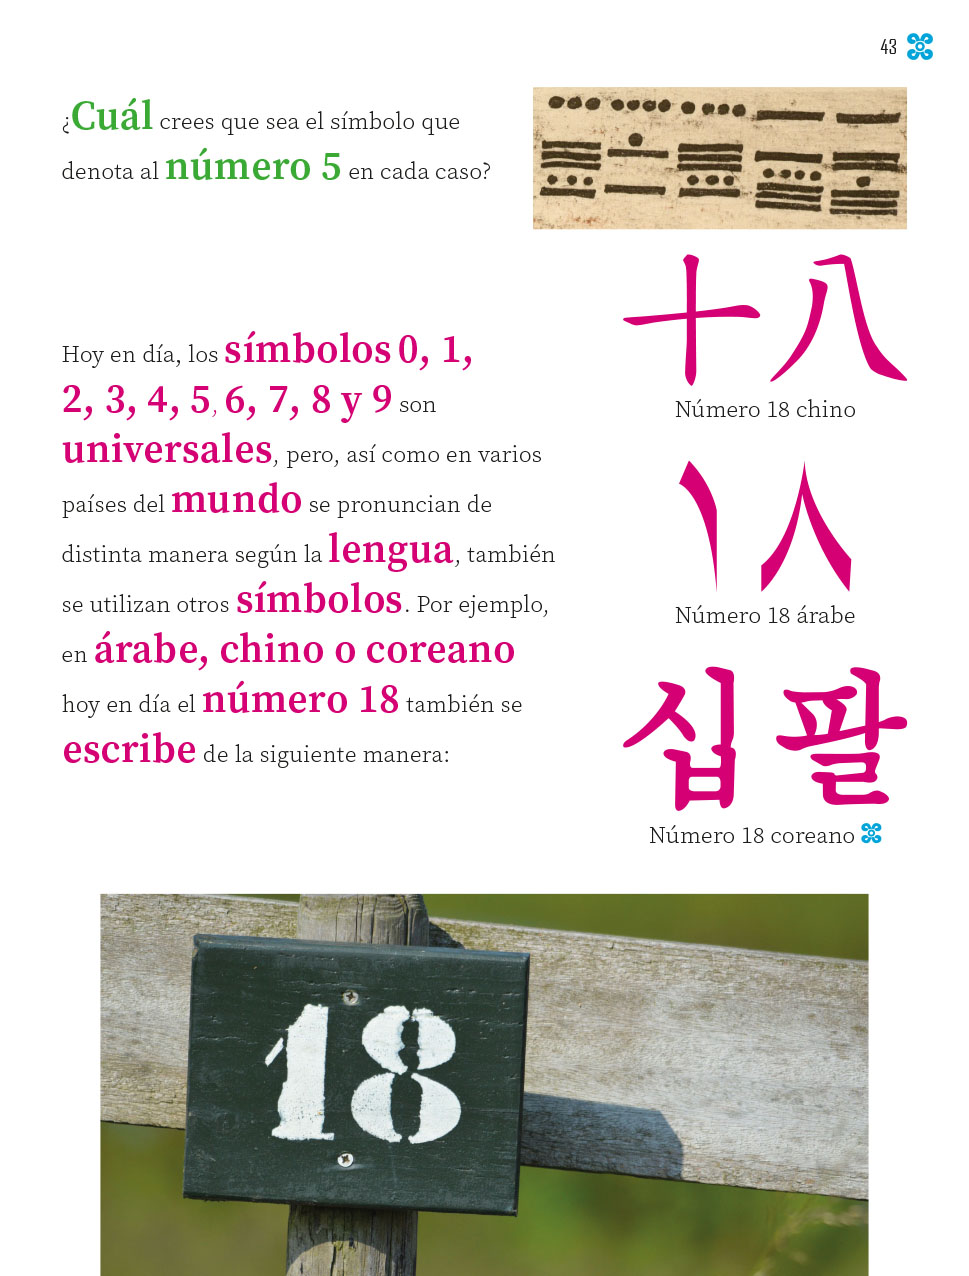 43
¿Cuál crees que sea el símbolo que
denota al número 5 en cada caso?
Hoy en día, los símbolos 0, 1,
2, 3, 4, 5, 6, 7, 8 y 9 son
universales, pero, así como en varios
países del mundo se pronuncian de
distinta manera según la lengua, también
se utilizan otros símbolos. Por ejemplo,
en árabe, chino o coreano
hoy en día el número 18 también se
escribe de la siguiente manera:
十八
Número 18 chino
١٨
Número 18 árabe
십팔
Número 18 coreano
18